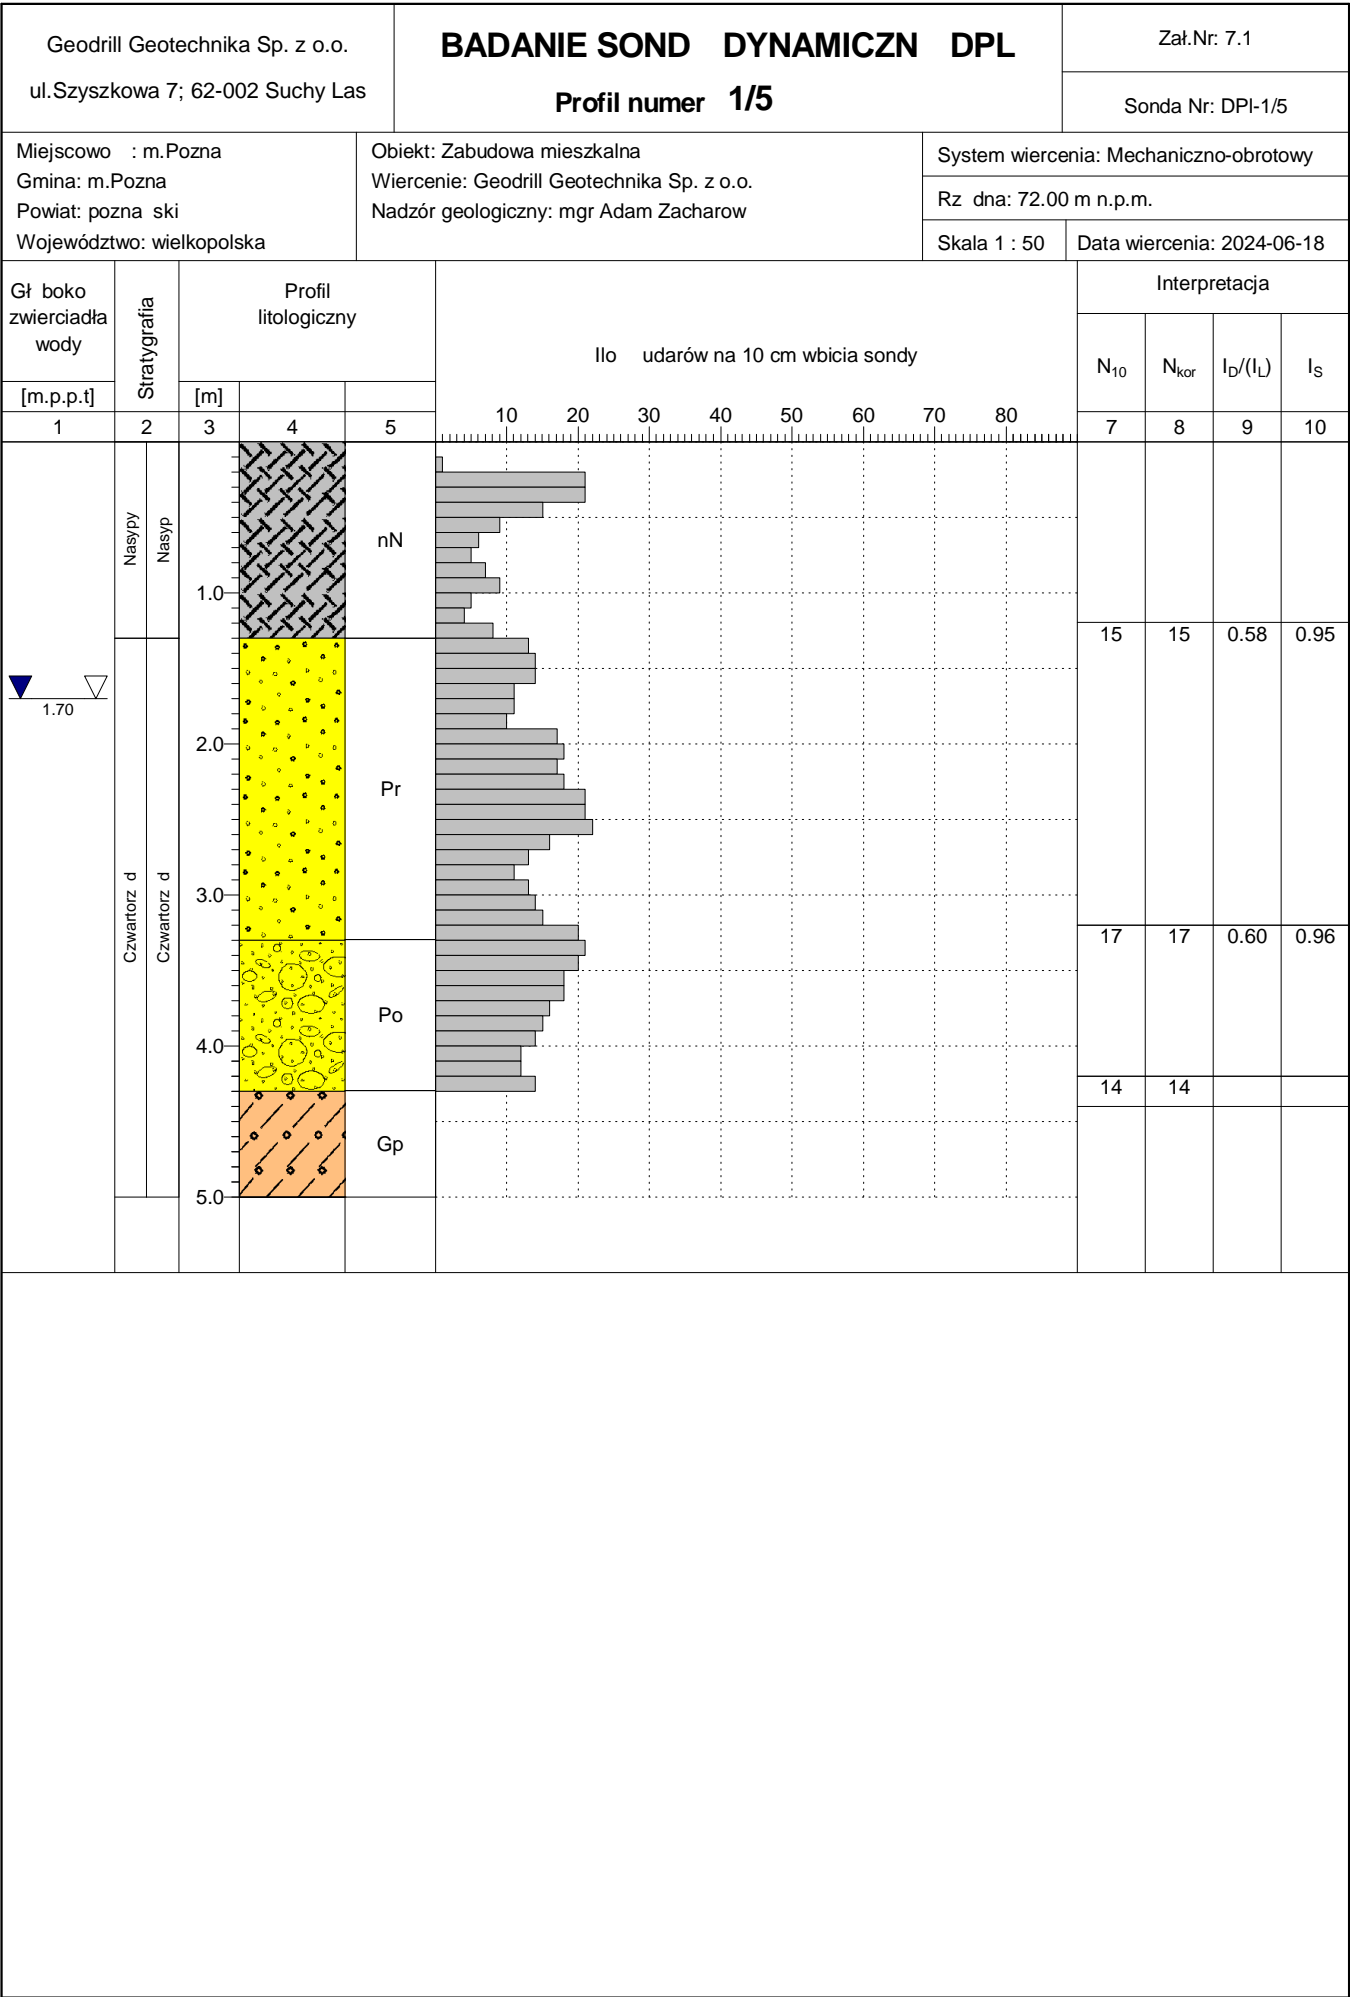 Geodrill Geotechnika Sp. z o.o.
ul.Szyszkowa 7; 62-002 Suchy Las
BADANIE SOND DYNAMICZN DPL
Profil numer 1/5
Zał.Nr: 7.1
Sonda Nr: DPl-1/5
Miejscowo : m.Pozna
Gmina: m.Pozna
Powiat: pozna ski
Województwo: wielkopolska
Obiekt: Zabudowa mieszkalna
Wiercenie: Geodrill Geotechnika Sp. z o.o.
Nadzór geologiczny: mgr Adam Zacharow
System wiercenia: Mechaniczno-obrotowy
Rz dna: 72.00 m n.p.m.
Skala 1 : 50
Data wiercenia: 2024-06-18
Gł boko
zwierciadła
wody
[m.p.p.t]
Stratygrafia
Profil
litologiczny
[m]
Ilo udarów na 10 cm wbicia sondy
10 20 30 40 50 60 70 80
Interpretacja
N10 Nkor ID/(IL) IS
1 2 3 4 5 7 8 9 10
Nasypy
Nasyp
nN
1.0
15 15 0.58 0.95
1.70
2.0
Pr
3.0
Czwartorz d
Czwartorz d
17 17 0.60 0.96
Po
4.0
14 14
Gp
5.0